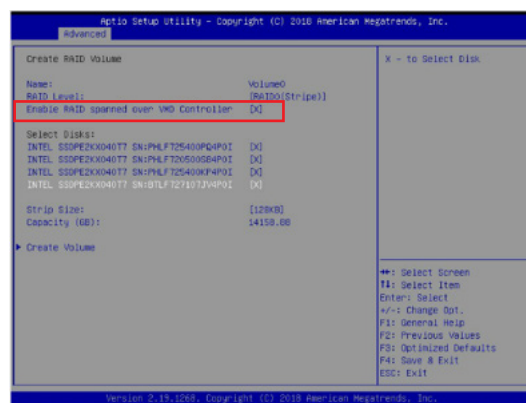 Aptio Setup Utility – Copyright (C) 2018 American Megatrends, Inc.
Advanced
Create RAID Volume
Name: Volume0
RAID Level: [RAID0(Stripe)]
Enable RAID spanned over VMD Controller [X]
Select Disks:
INTEL SSDPE2KX040T7 SN:PHLF725400PQ4P0I [X]
INTEL SSDPE2KX040T7 SN:PHLF720500S84P0I [X]
INTEL SSDPE2KX040T7 SN:PHLF725400KP4P0I [X]
INTEL SSDPE2KX040T7 SN:BTLF727107JV4P0I [X]
Strip Size: [128KB]
Capacity (GB): 14158.88
Create Volume
X - to Select Disk
: Select Screen
: Select Item
Enter: Select
+/-: Change Opt.
F1: General Help
F2: Previous Values
F3: Optimized Defaults
F4: Save & Exit
ESC: Exit
Version 2.19.1268. Copyright (C) 2018 American Megatrends, Inc.